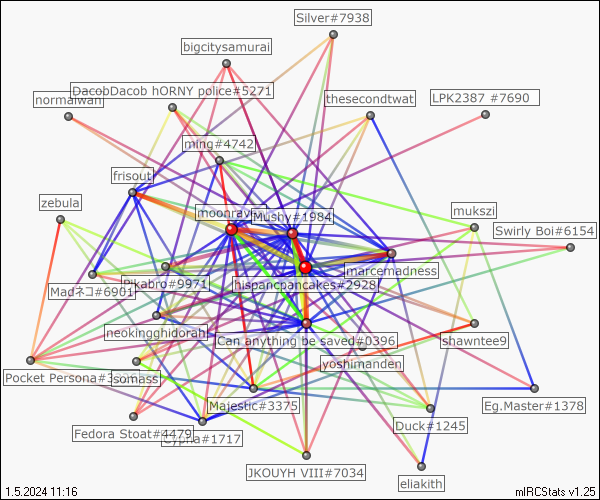 Silver#7938
bigcitysamurai
DacobDacob hORNY police#5271
normalwan
thesecondtwat
LPK2387 #7690
ming#4742
frisout
zebula
moonra
Mushy#1984
mukszi
Swirly Boi#6154
marcemadness
Madネコ#6901
Pikabro#9971
hispancpancakes#2928
neokingghidorah
Can anything be saved#0396
shawntee9
yoshimanden
Pocket Persona#3
somass
Majestic#3375
Eg.Master#1378
Duck#1245
Fedora Stoat#4479
#1717
JKOUYH VIII#7034
eliakith
1.5.2024 11:16
mIRCStats v1.25